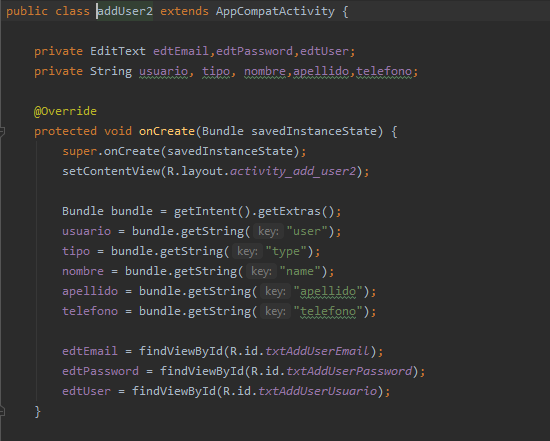 public class addUser2 extends AppCompatActivity {
private EditText edtEmail,edtPassword,edtUser;
private String usuario, tipo, nombre,apellido,telefono;
@Override
protected void onCreate(Bundle savedInstanceState) {
super.onCreate(savedInstanceState);
setContentView(R.layout.activity_add_user2);
Bundle bundle = getIntent().getExtras();
usuario = bundle.getString( key: "user");
tipo = bundle.getString( key: "type");
nombre = bundle.getString( key: "name");
apellido = bundle.getString( key: "apellido");
telefono = bundle.getString( key: "telefono");
edtEmail = findViewById(R.id.txtAddUserEmail);
edtPassword = findViewById(R.id.txtAddUserPassword);
edtUser = findViewById(R.id.txtAddUserUsuario);
}